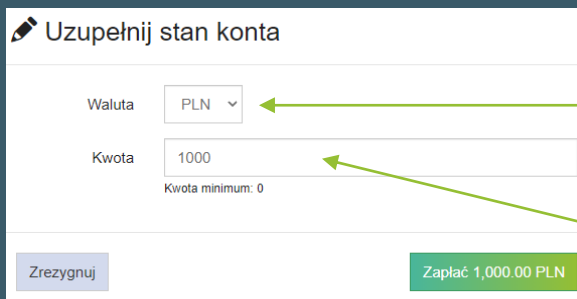 Uzupełnij stan konta
Waluta PLN
Kwota 1000
Kwota minimum: 0
Zrezygnuj Zapłać 1,000.00 PLN